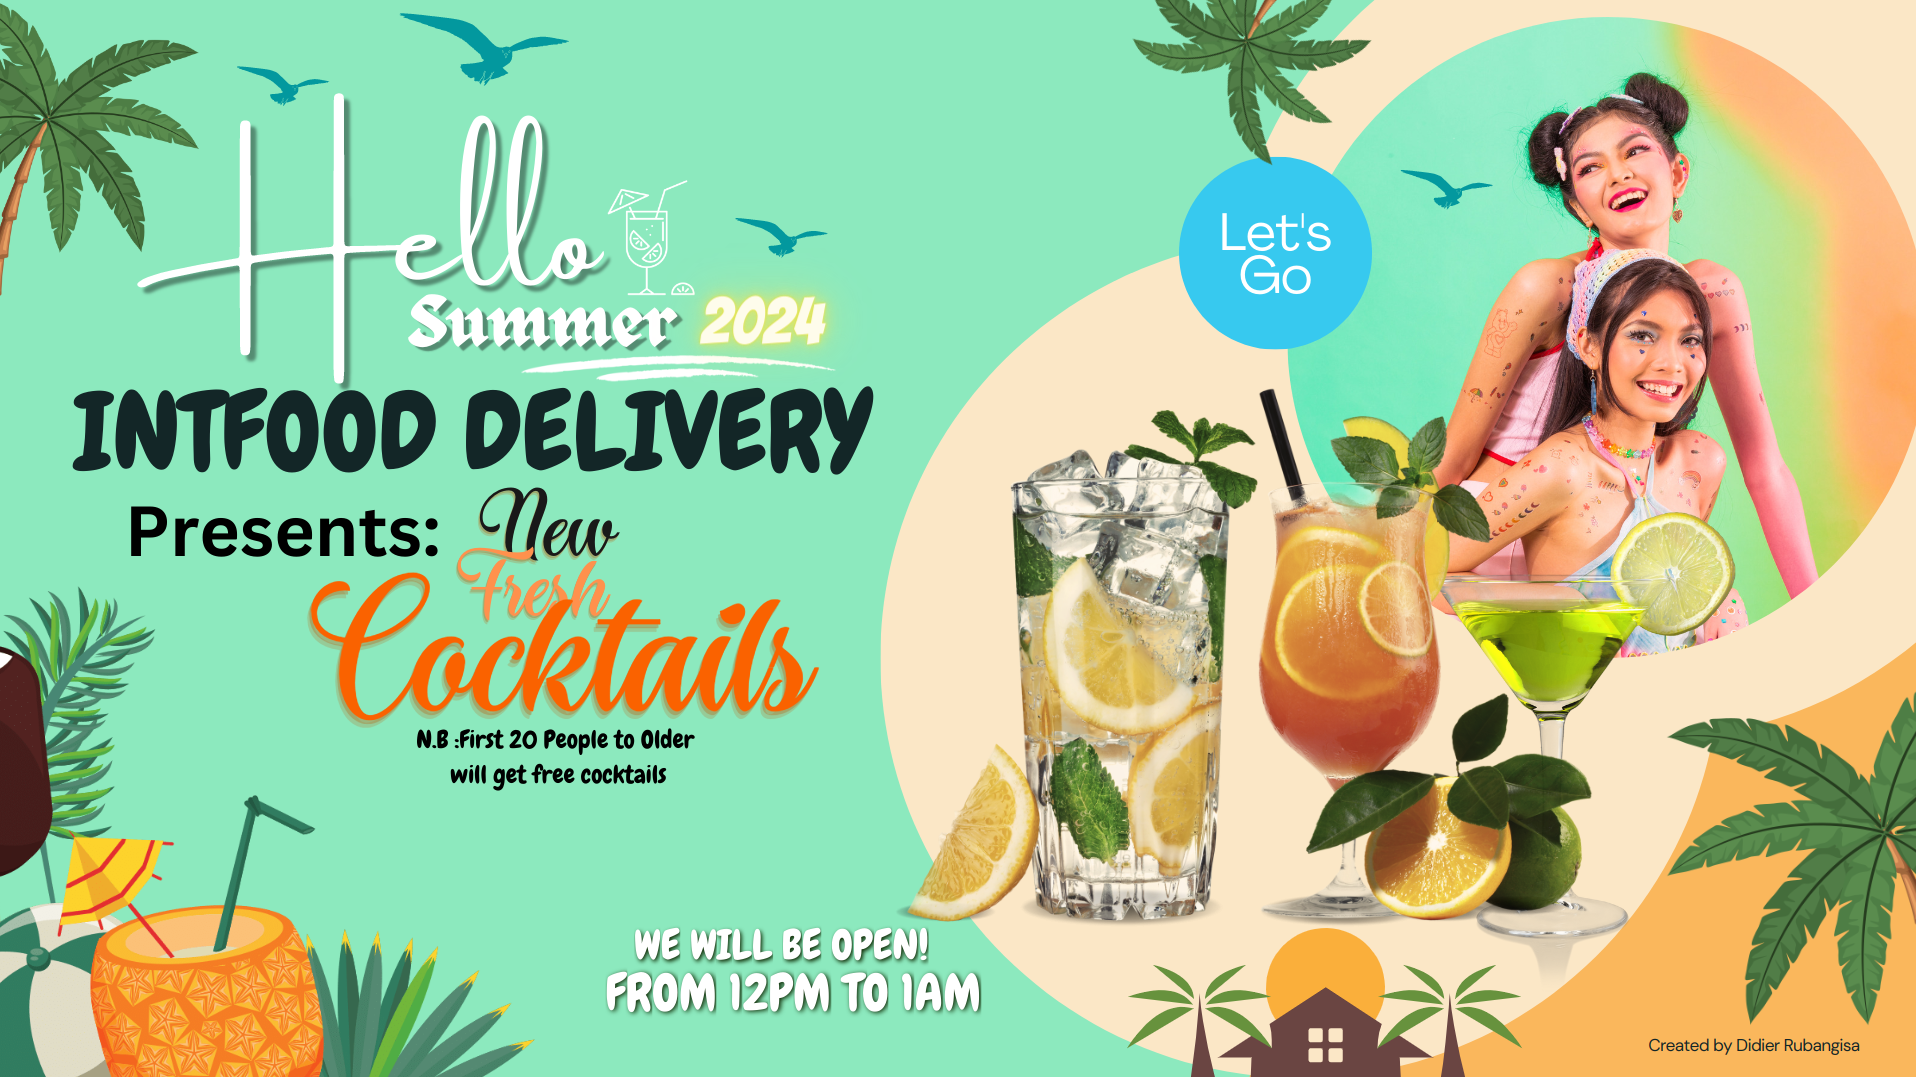 Hello
Summer 2024
INTFOOD DELIVERY
Presents: New
Fresh
Cocktails
N.B :First 20 People to Older
will get free cocktails
WE WILL BE OPEN!
FROM 12PM TO 1AM
Let's
Go
Created by Didier Rubangisa